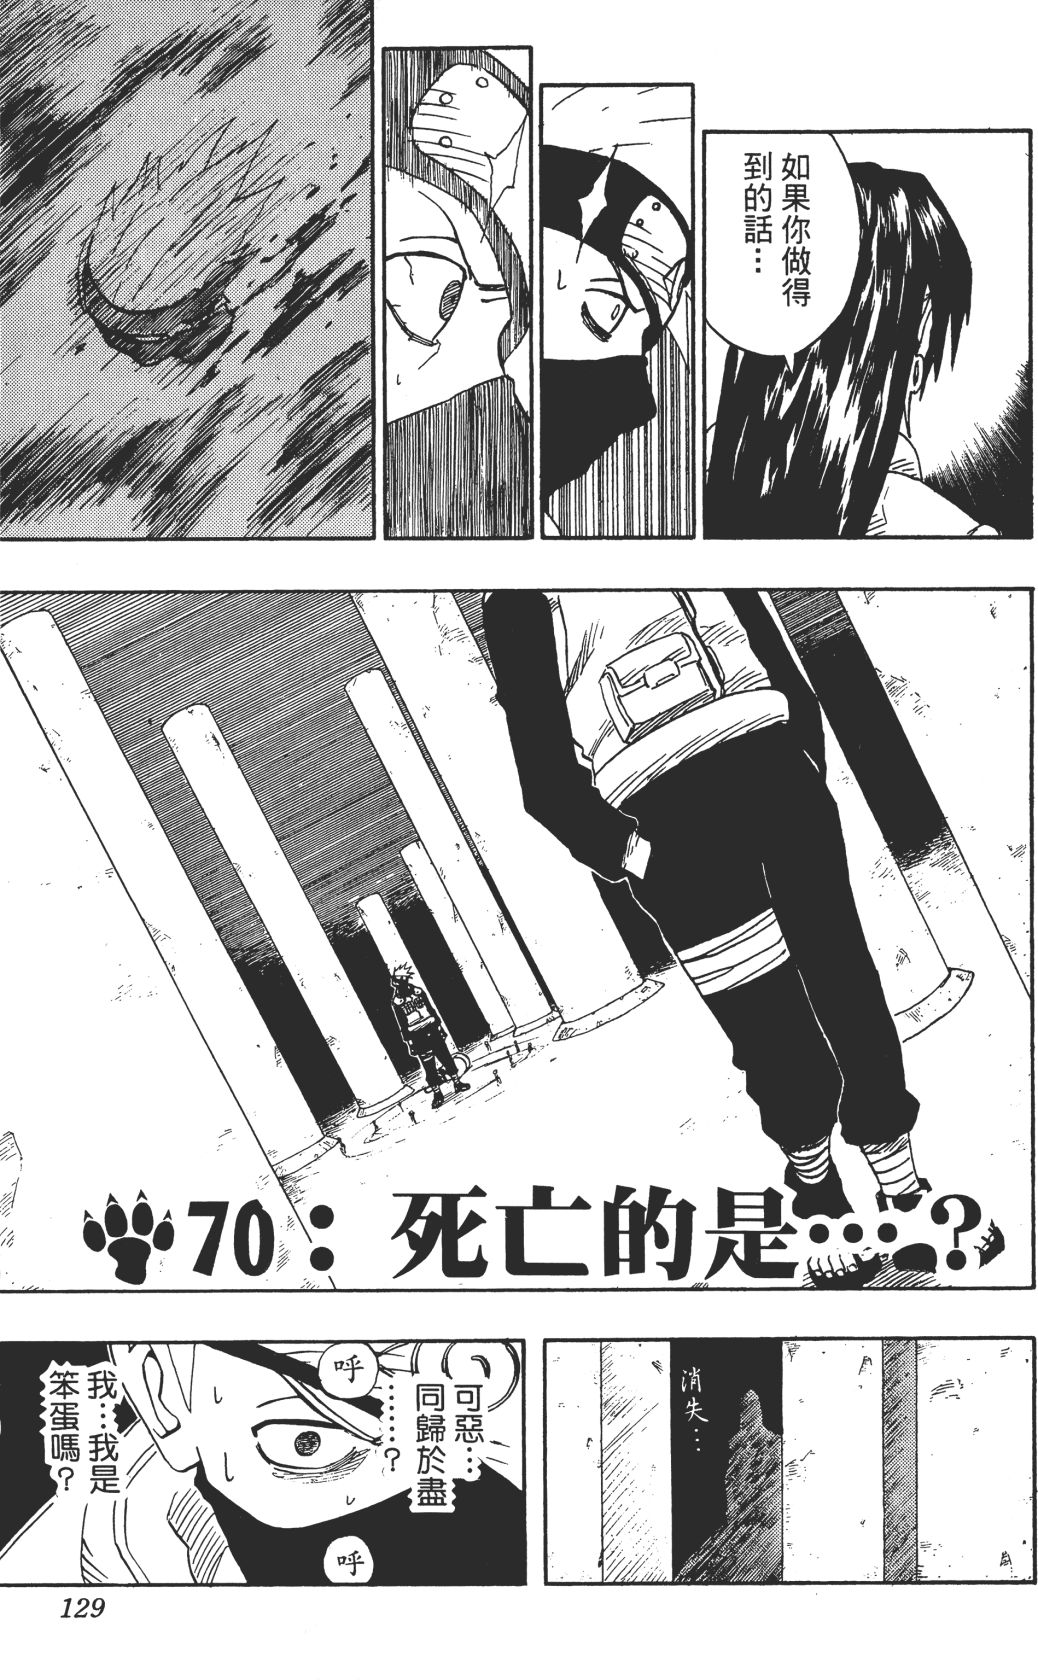 如果你做得
到的話…
70：死亡的是…？
消失…
可惡…
同歸於盡
……？
呼
呼
我…我是
笨蛋嗎？
129